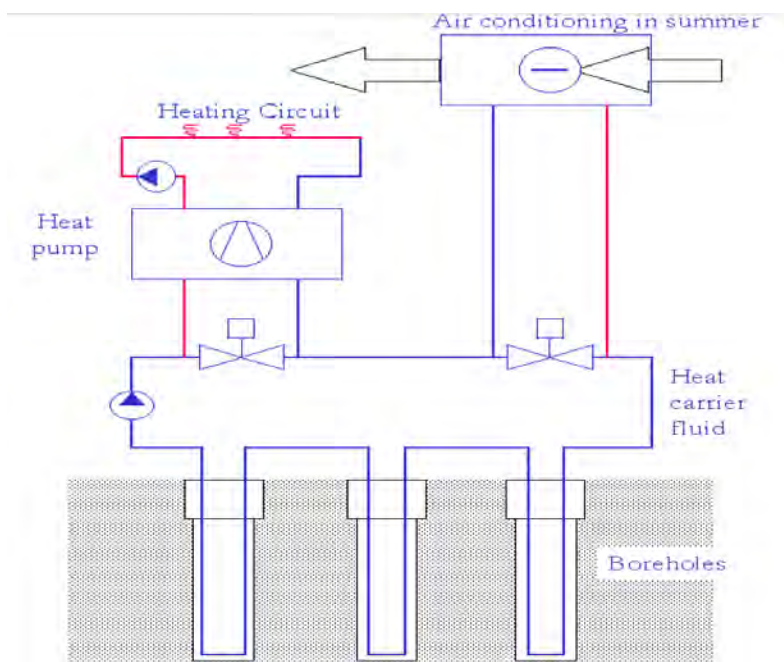 Air conditioning in summer
Heating Circuit
Heat
pump
Heat
carrier
fluid
Boreholes